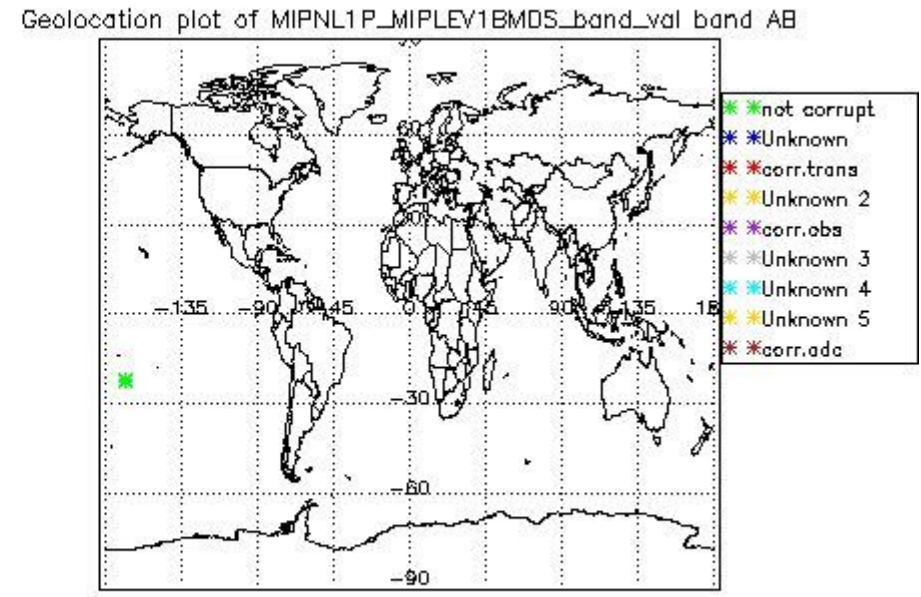 Geolocation plot of MIPNL1P_MIPLEV1BMDS_band_val band AB
not corrupt
Unknown
corr.trans
Unknown 2
corr.obs
Unknown 3
Unknown 4
Unknown 5
corr.adc
60
-135 -90 45 0 45 90 135
-30
-60
-90